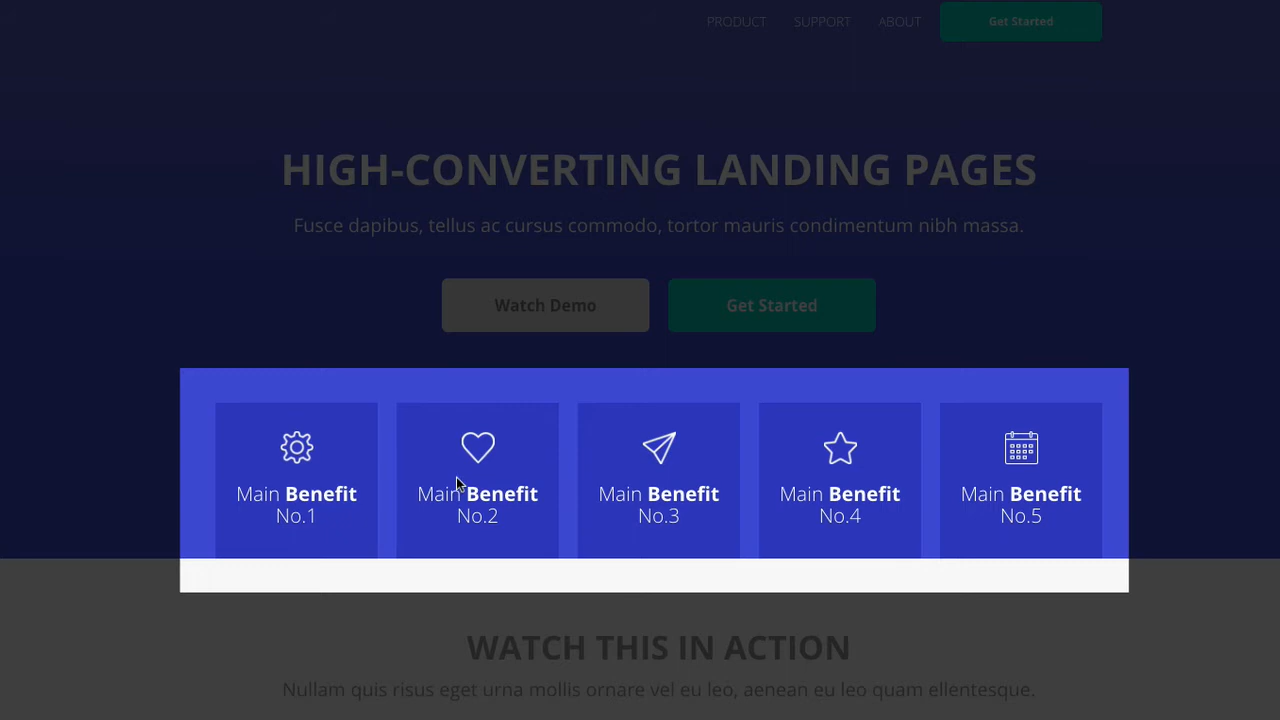 PRODUCT SUPPORT ABOUT Get Started
HIGH-CONVERTING LANDING PAGES
Fusce dapibus, tellus ac cursus commodo, tortor mauris condimentum nibh massa.
Watch Demo Get Started
Main Benefit
No.1
Main Benefit
No.2
Main Benefit
No.3
Main Benefit
No.4
Main Benefit
No.5
WATCH THIS IN ACTION
Nullam quis risus eget urna mollis ornare vel eu leo, aenean eu leo quam ellentesque.